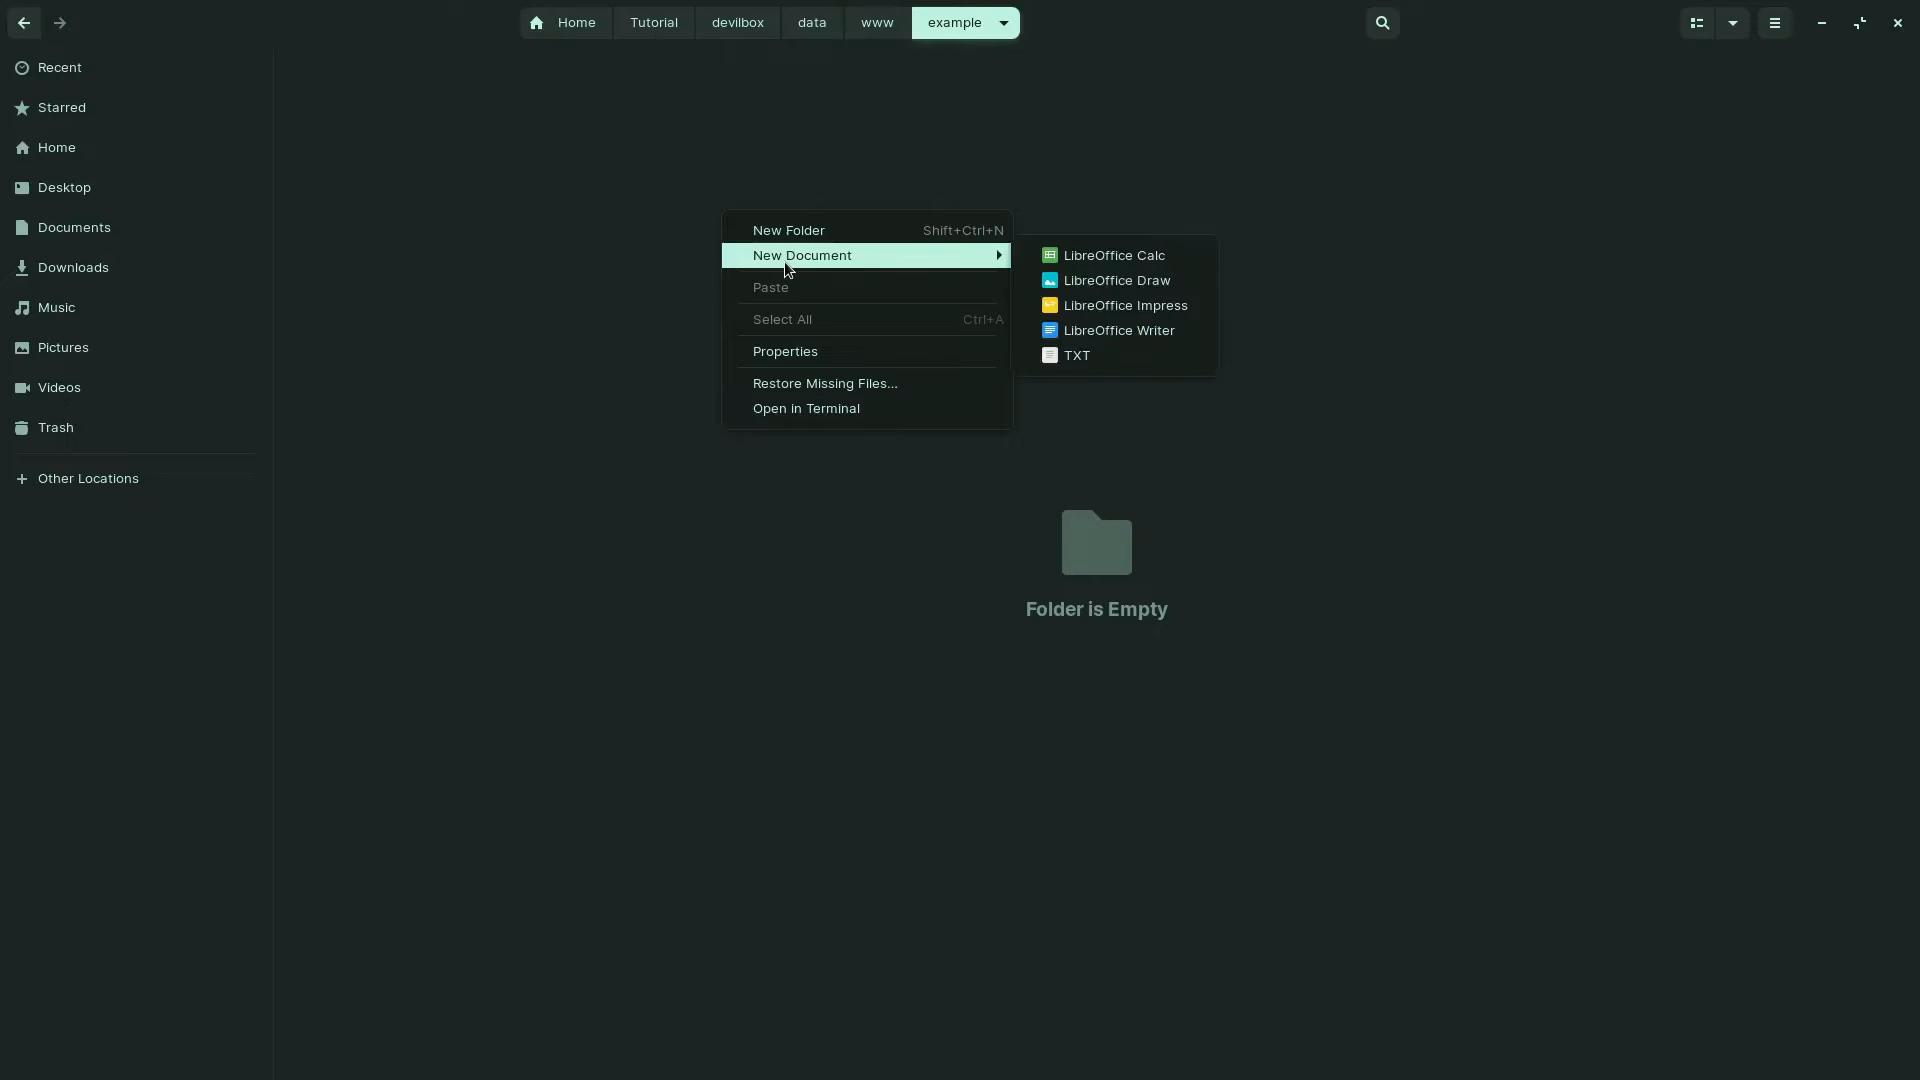 Home Tutorial devilbox data www example
Recent
Starred
Home
Desktop
Documents
Downloads
Music
Pictures
Videos
Trash
Other Locations
New Folder Shift+Ctrl+N
New Document
Paste
Select All Ctrl+A
Properties
Restore Missing Files...
Open in Terminal
LibreOffice Calc
LibreOffice Draw
LibreOffice Impress
LibreOffice Writer
TXT
Folder is Empty